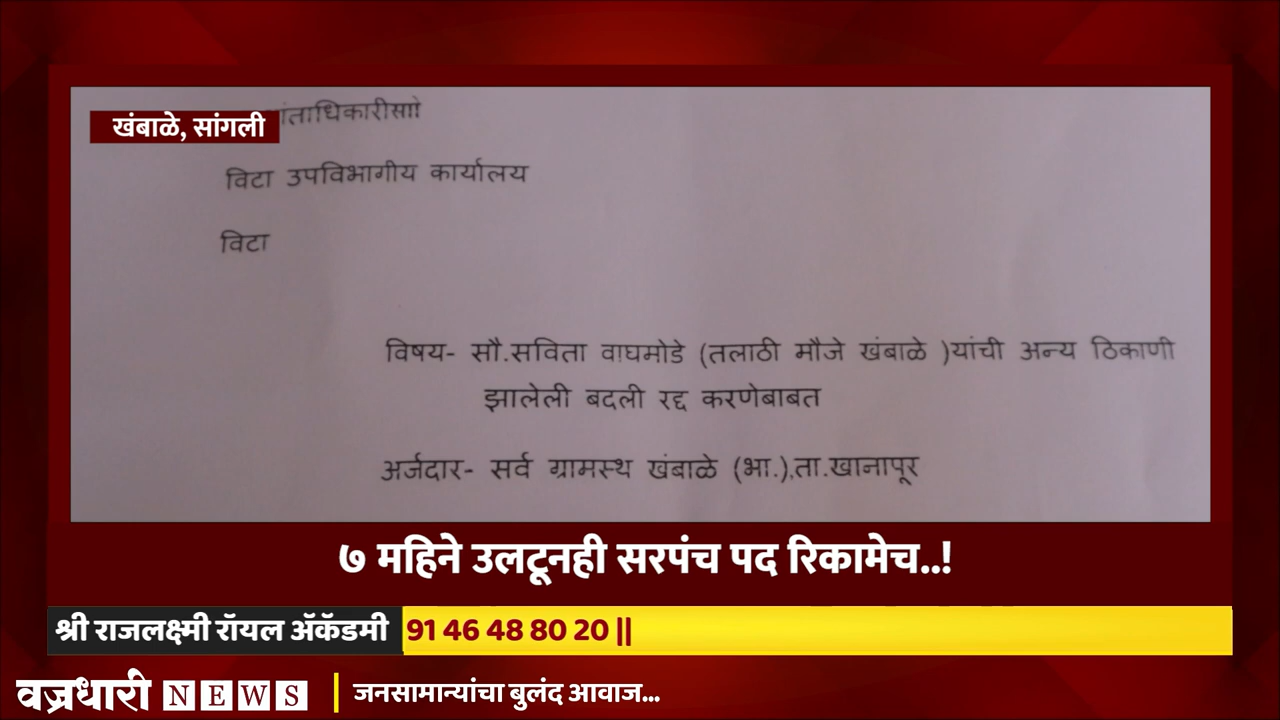 खंबाळे, सांगली
विटा उपविभागीय कार्यालय
विटा
विषय- सौ.सविता वाघमोडे (तलाठी मौजे खंबाळे )यांची अन्य ठिकाणी
झालेली बदली रद्द करणेबाबत
अर्जदार- सर्व ग्रामस्थ खंबाळे (भा.),ता.खानापूर
७ महिने उलटूनही सरपंच पद रिकामेच..!
श्री राजलक्ष्मी रॉयल ॲकॅडमी 91 46 48 80 20 ||
वज्रधारी NEWS जनसामान्यांचा बुलंद आवाज...